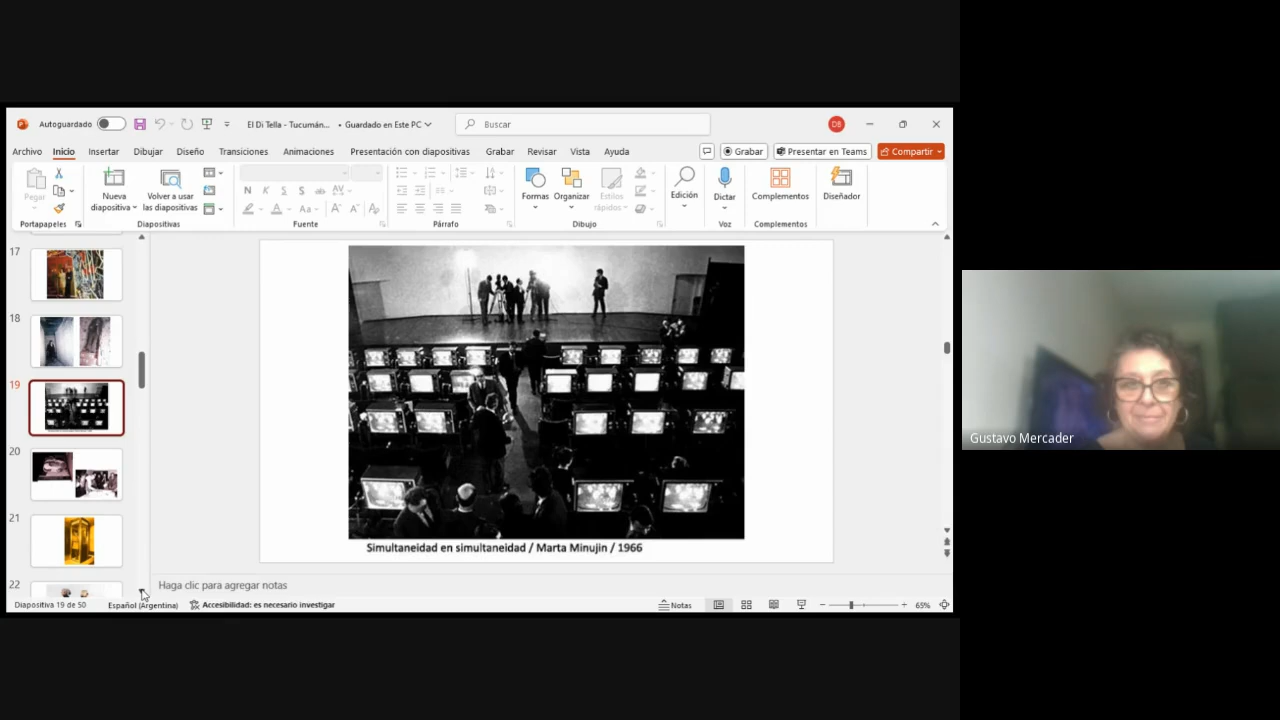 Autoguardado
El Di Tella - Tucumán... • Guardado en Este PC
Buscar
DB
Archivo Inicio Insertar Dibujar Diseño Transiciones Animaciones Presentación con diapositivas Grabar Revisar Vista Ayuda
Grabar
Presentar en Teams
Compartir
Pegar
Nueva diapositiva
Volver a usar las diapositivas
N K S S ab AV
Aa A A
Formas
Organizar
Estilos rápidos
Edición
Dictar
Complementos
Diseñador
Portapapeles
Diapositivas
Fuente
Párrafo
Dibujo
Voz
Complementos
17
18
19
20
21
22
Simultaneidad en simultaneidad / Marta Minujin / 1966
Haga clic para agregar notas
Diapositiva 19 de 50
Español (Argentina)
Accesibilidad: es necesario investigar
Notas
65%
Gustavo Mercader